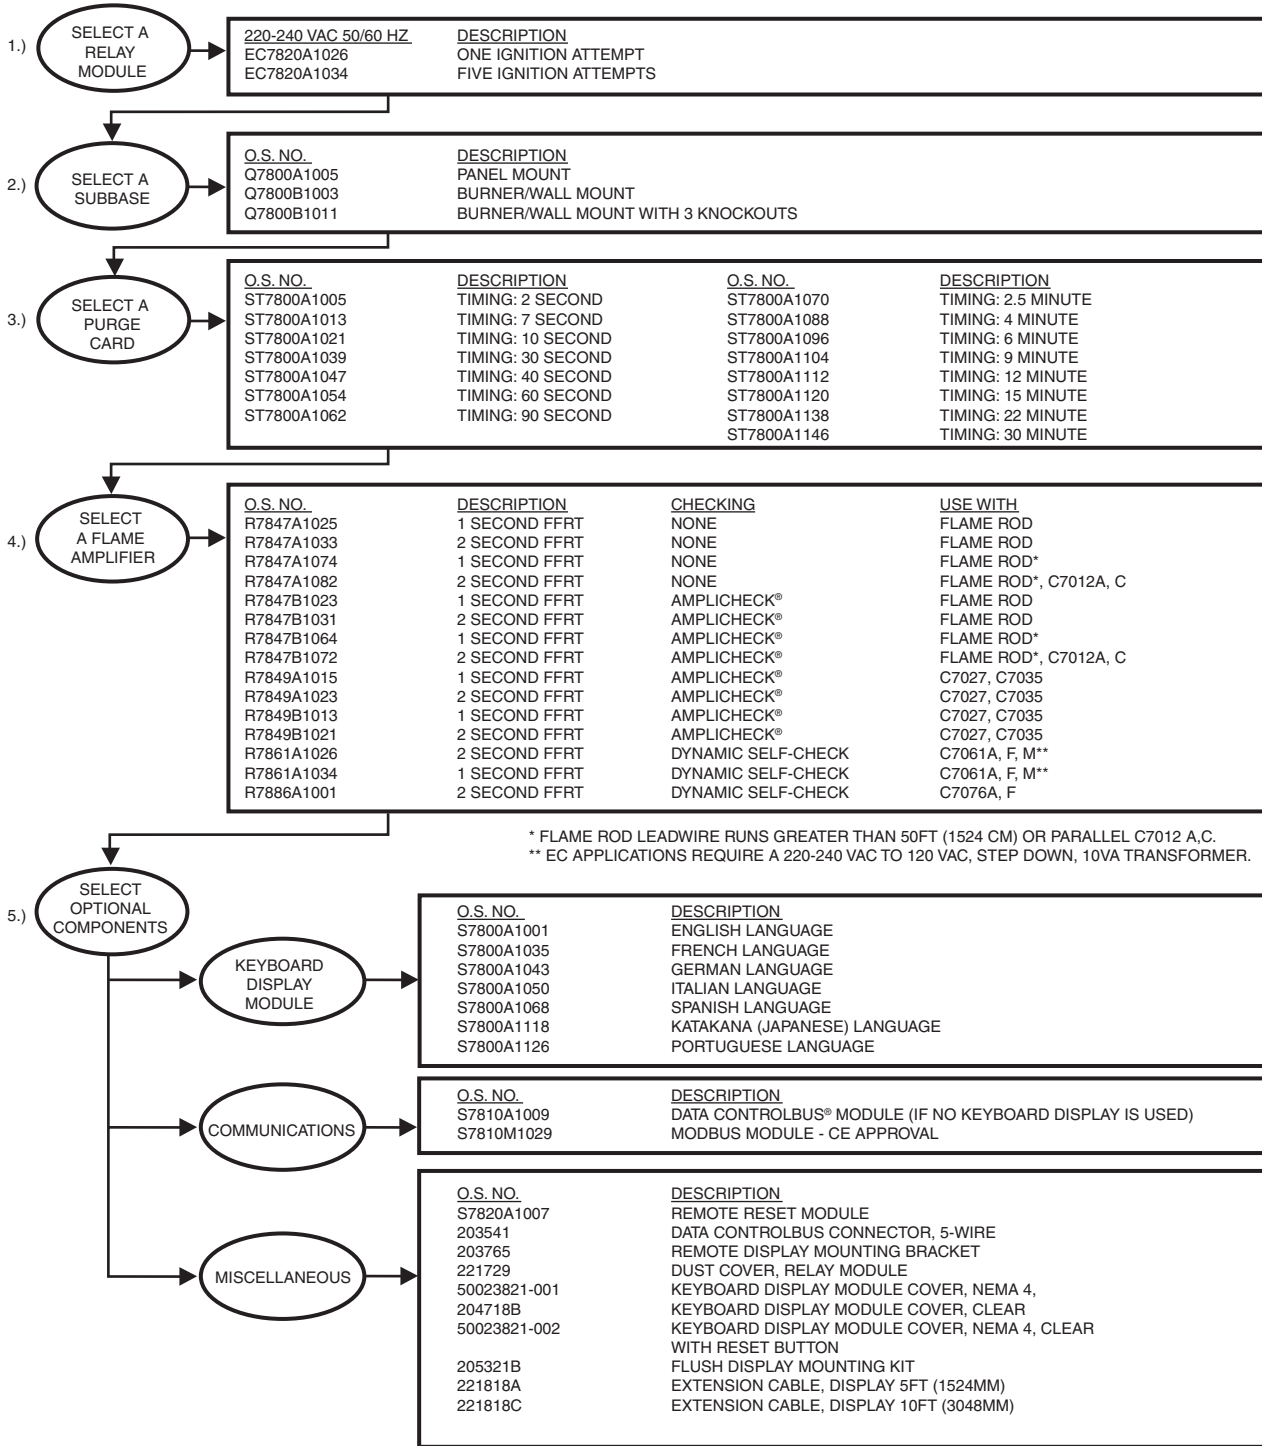 1.) SELECT A
RELAY
MODULE
220-240 VAC 50/60 HZ DESCRIPTION
EC7820A1026 ONE IGNITION ATTEMPT
EC7820A1034 FIVE IGNITION ATTEMPTS
2.) SELECT A
SUBBASE
O.S. NO. DESCRIPTION
Q7800A1005 PANEL MOUNT
Q7800B1003 BURNER/WALL MOUNT
Q7800B1011 BURNER/WALL MOUNT WITH 3 KNOCKOUTS
3.) SELECT A
PURGE
CARD
O.S. NO. DESCRIPTION O.S. NO. DESCRIPTION
ST7800A1005 TIMING: 2 SECOND ST7800A1070 TIMING: 2.5 MINUTE
ST7800A1013 TIMING: 7 SECOND ST7800A1088 TIMING: 4 MINUTE
ST7800A1021 TIMING: 10 SECOND ST7800A1096 TIMING: 6 MINUTE
ST7800A1039 TIMING: 30 SECOND ST7800A1104 TIMING: 9 MINUTE
ST7800A1047 TIMING: 40 SECOND ST7800A1112 TIMING: 12 MINUTE
ST7800A1054 TIMING: 60 SECOND ST7800A1120 TIMING: 15 MINUTE
ST7800A1062 TIMING: 90 SECOND ST7800A1138 TIMING: 22 MINUTE
ST7800A1146 TIMING: 30 MINUTE
4.) SELECT
A FLAME
AMPLIFIER
O.S. NO. DESCRIPTION CHECKING USE WITH
R7847A1025 1 SECOND FFRT NONE FLAME ROD
R7847A1033 2 SECOND FFRT NONE FLAME ROD
R7847A1074 1 SECOND FFRT NONE FLAME ROD*
R7847A1082 2 SECOND FFRT NONE FLAME ROD*, C7012A, C
R7847B1023 1 SECOND FFRT AMPLICHECK® FLAME ROD
R7847B1031 2 SECOND FFRT AMPLICHECK® FLAME ROD
R7847B1064 1 SECOND FFRT AMPLICHECK® FLAME ROD*
R7847B1072 2 SECOND FFRT AMPLICHECK® FLAME ROD*, C7012A, C
R7849A1015 1 SECOND FFRT AMPLICHECK® C7027, C7035
R7849A1023 2 SECOND FFRT AMPLICHECK® C7027, C7035
R7849B1013 1 SECOND FFRT AMPLICHECK® C7027, C7035
R7849B1021 2 SECOND FFRT AMPLICHECK® C7027, C7035
R7861A1026 2 SECOND FFRT DYNAMIC SELF-CHECK C7061A, F, M**
R7861A1034 1 SECOND FFRT DYNAMIC SELF-CHECK C7061A, F, M**
R7886A1001 2 SECOND FFRT DYNAMIC SELF-CHECK C7076A, F
* FLAME ROD LEADWIRE RUNS GREATER THAN 50FT (1524 CM) OR PARALLEL C7012 A,C.
** EC APPLICATIONS REQUIRE A 220-240 VAC TO 120 VAC, STEP DOWN, 10VA TRANSFORMER.
5.) SELECT
OPTIONAL
COMPONENTS
KEYBOARD
DISPLAY
MODULE
O.S. NO. DESCRIPTION
S7800A1001 ENGLISH LANGUAGE
S7800A1035 FRENCH LANGUAGE
S7800A1043 GERMAN LANGUAGE
S7800A1050 ITALIAN LANGUAGE
S7800A1068 SPANISH LANGUAGE
S7800A1118 KATAKANA (JAPANESE) LANGUAGE
S7800A1126 PORTUGUESE LANGUAGE
COMMUNICATIONS
O.S. NO. DESCRIPTION
S7810A1009 DATA CONTROLBUS® MODULE (IF NO KEYBOARD DISPLAY IS USED)
S7810M1029 MODBUS MODULE - CE APPROVAL
MISCELLANEOUS
O.S. NO. DESCRIPTION
S7820A1007 REMOTE RESET MODULE
203541 DATA CONTROLBUS CONNECTOR, 5-WIRE
203765 REMOTE DISPLAY MOUNTING BRACKET
221729 DUST COVER, RELAY MODULE
50023821-001 KEYBOARD DISPLAY MODULE COVER, NEMA 4,
204718B KEYBOARD DISPLAY MODULE COVER, CLEAR
50023821-002 KEYBOARD DISPLAY MODULE COVER, NEMA 4, CLEAR
WITH RESET BUTTON
205321B FLUSH DISPLAY MOUNTING KIT
221818A EXTENSION CABLE, DISPLAY 5FT (1524MM)
221818C EXTENSION CABLE, DISPLAY 10FT (3048MM)